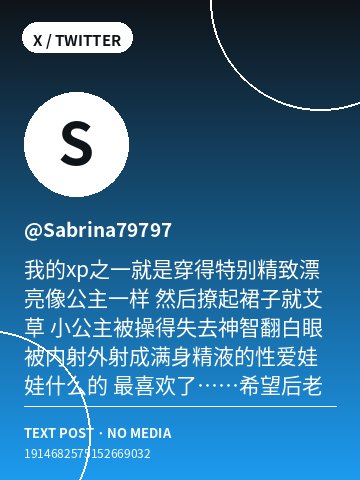 X / TWITTER
S
@Sabrina79797
我的xp之一就是穿得特别精致漂
亮像公主一样 然后撩起裙子就艾
草 小公主被操得失去神智翻白眼
被内射外射成满身精液的性爱娃
娃什么的 最喜欢了……希望后老
TEXT POST · NO MEDIA
1914682575152669032